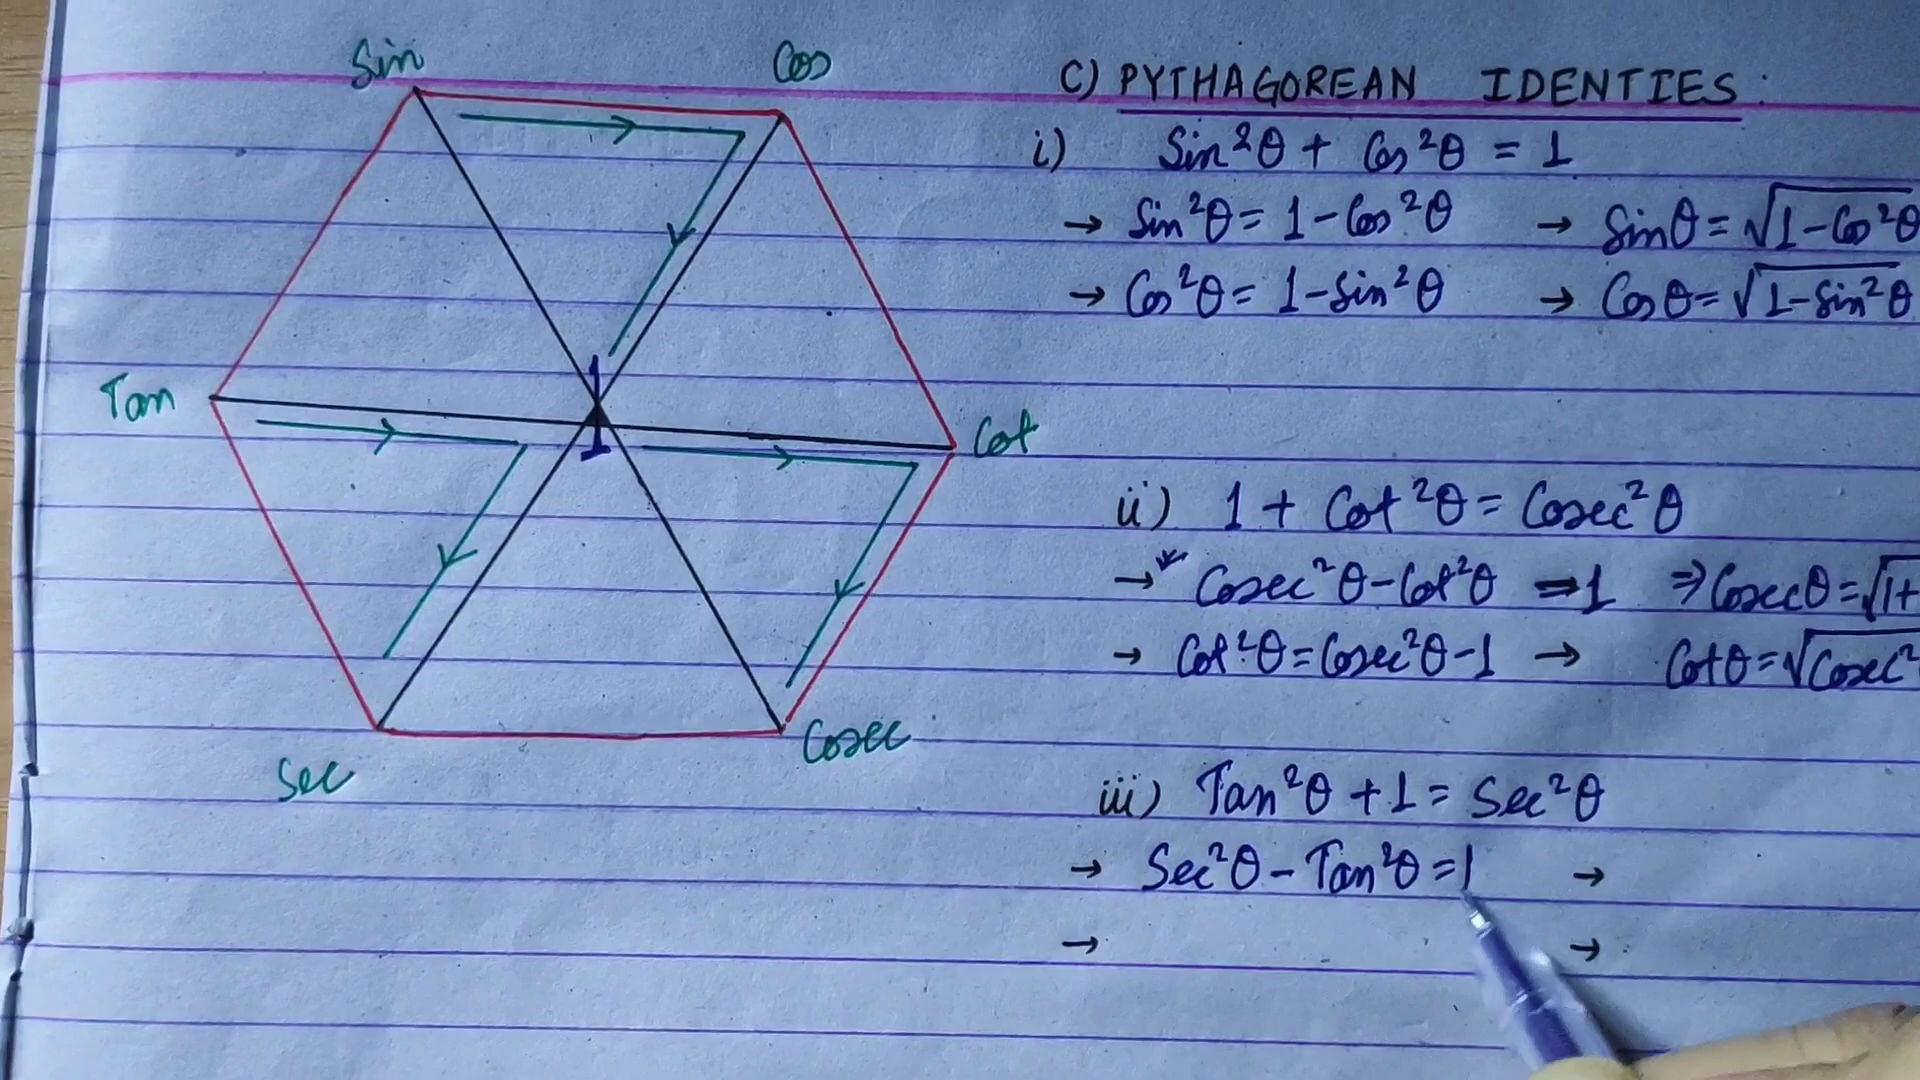 Sin
Cos
Tan
1
Cot
Sec
Cosec
C) PYTHAGOREAN IDENTIES :
i) Sin²θ + Cos²θ = 1
→ Sin²θ = 1 - Cos²θ → Sinθ = √1-Cos²θ
→ Cos²θ = 1 - Sin²θ → Cosθ = √1-Sin²θ
ii) 1 + Cot²θ = Cosec²θ
→ Cosec²θ - Cot²θ ⇒ 1 ⇒ Cosecθ = √1+
→ Cot²θ = Cosec²θ - 1 → Cotθ = √Cosec²
iii) Tan²θ + 1 = Sec²θ
→ Sec²θ - Tan²θ = 1 →
→ →